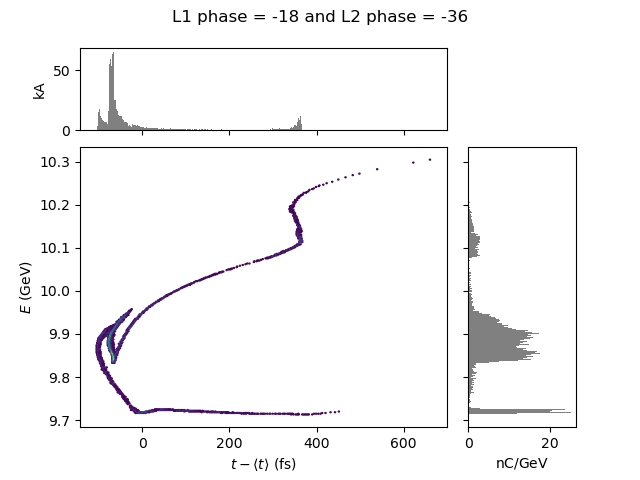 L1 phase = -18 and L2 phase = -36
50
0
kA
10.3
10.2
10.1
10.0
9.9
9.8
9.7
E (GeV)
0 200 400 600
t − ⟨t⟩ (fs)
0 20
nC/GeV